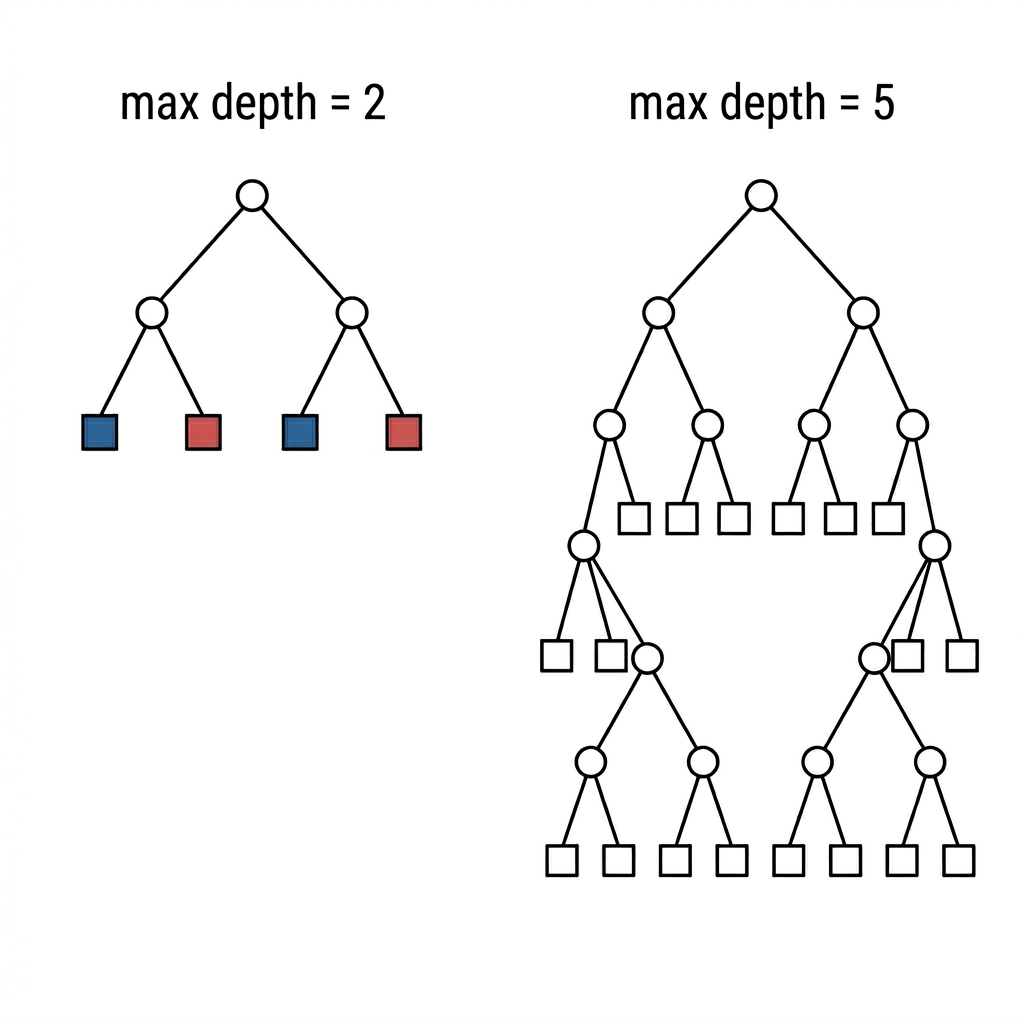 max depth = 2
max depth = 5